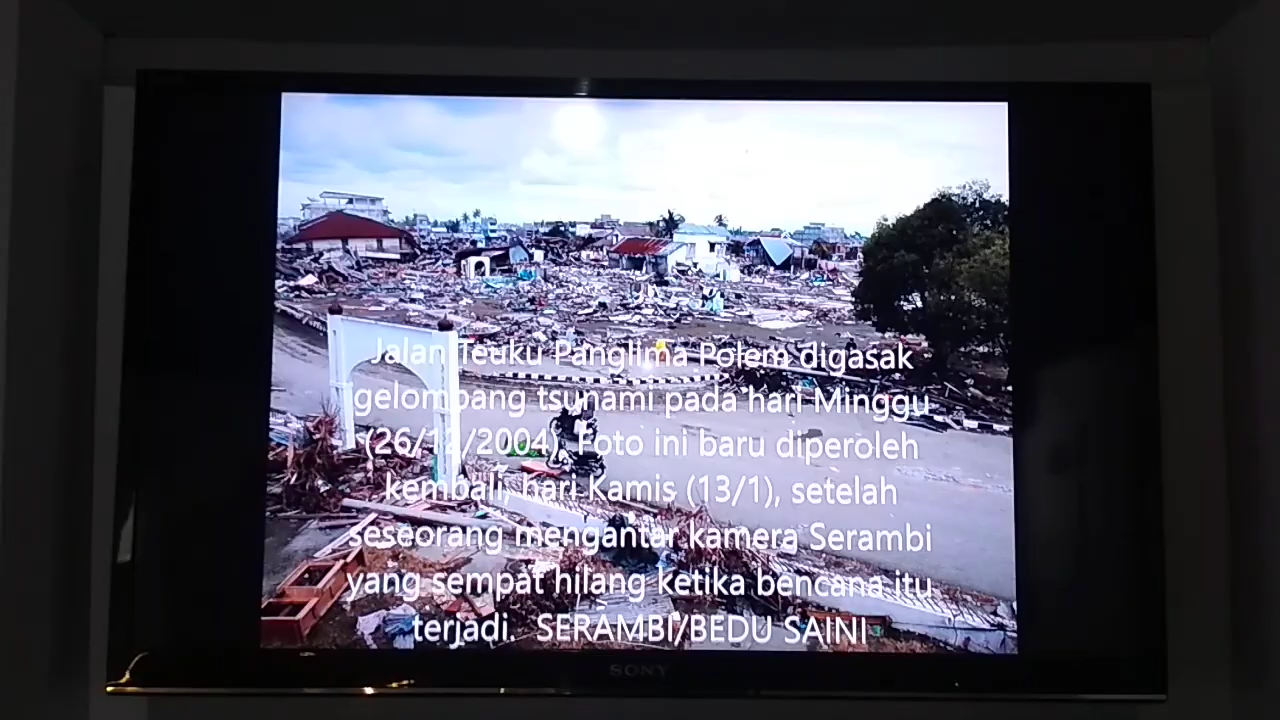 Jalan Teuku Panglima Polem digasak
gelombang tsunami pada hari Minggu
(26/12/2004). Foto ini baru diperoleh
kembali, hari Kamis (13/1), setelah
seseorang mengantar kamera Serambi
yang sempat hilang ketika bencana itu
terjadi. SERAMBI/BEDU SAINI
SONY